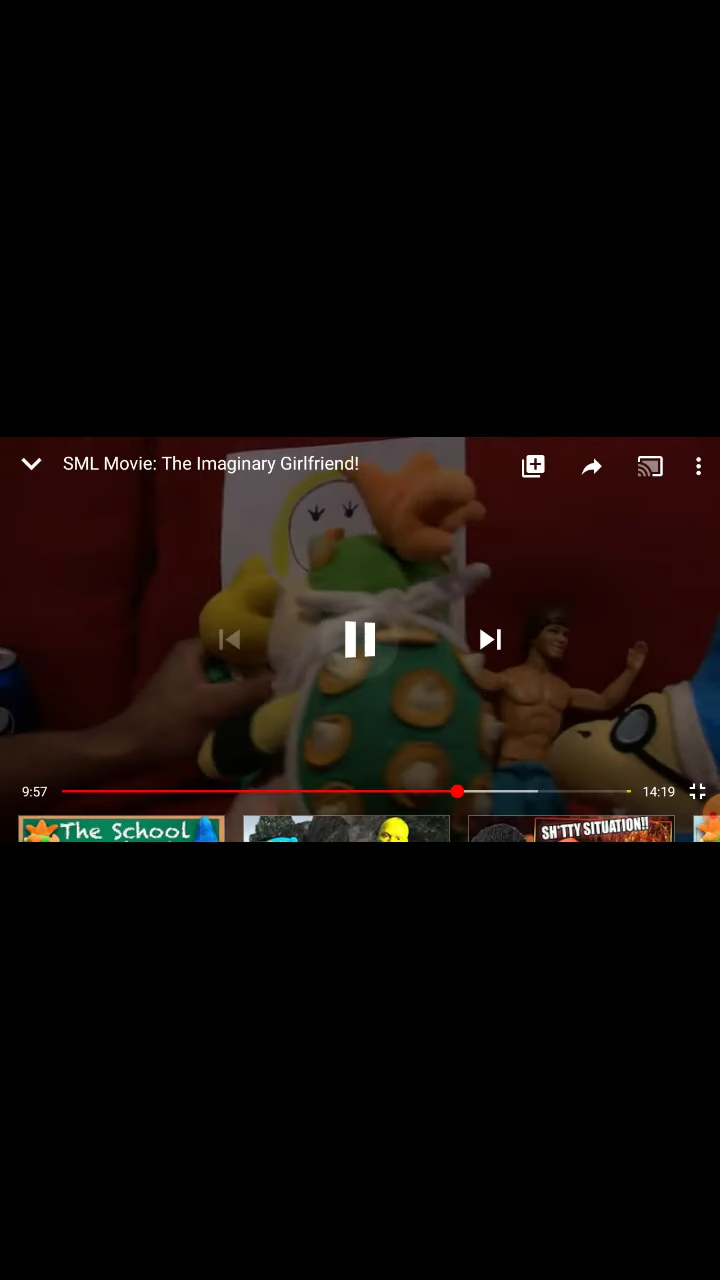 SML Movie: The Imaginary Girlfriend!
9:57
14:19
The School
SH*TTY SITUATION!!